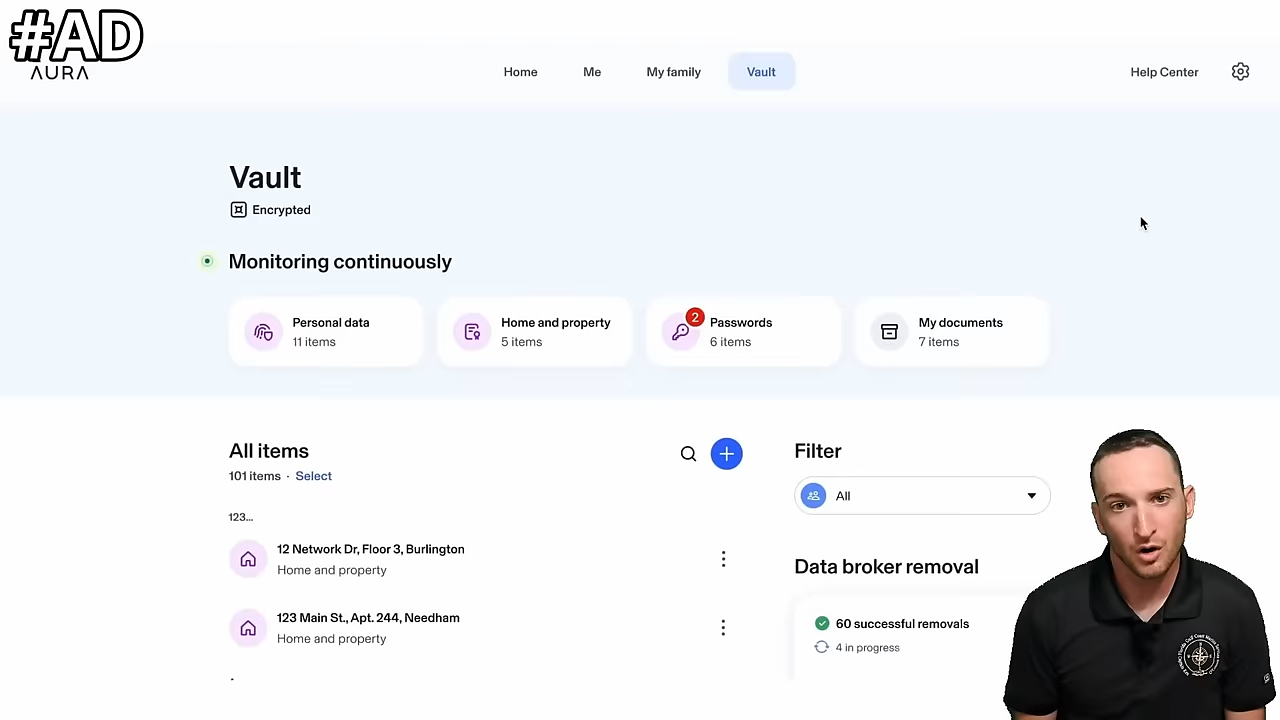 #AD
AURA
Home
Me
My family
Vault
Help Center
Vault
Encrypted
Monitoring continuously
Personal data
11 items
Home and property
5 items
2
Passwords
6 items
My documents
7 items
All items
101 items · Select
123...
12 Network Dr, Floor 3, Burlington
Home and property
123 Main St., Apt. 244, Needham
Home and property
Filter
All
Data broker removal
60 successful removals
4 in progress